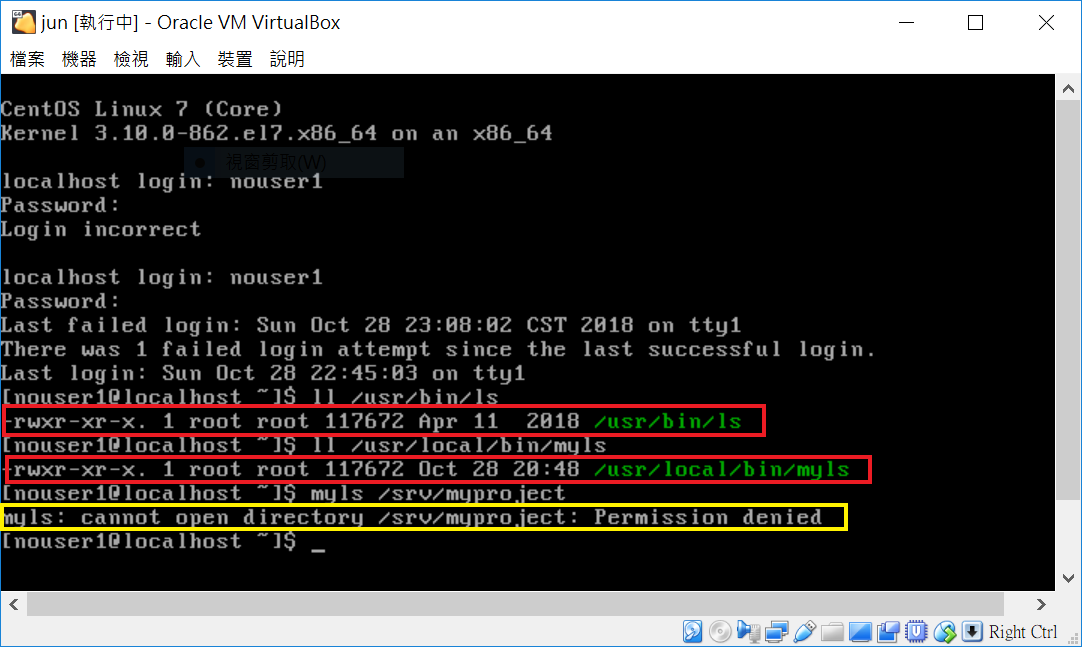 jun [執行中] - Oracle VM VirtualBox
檔案 機器 檢視 輸入 裝置 說明
CentOS Linux 7 (Core)
Kernel 3.10.0-862.el7.x86_64 on an x86_64
視窗剪取(W)
localhost login: nouser1
Password:
Login incorrect
localhost login: nouser1
Password:
Last failed login: Sun Oct 28 23:08:02 CST 2018 on tty1
There was 1 failed login attempt since the last successful login.
Last login: Sun Oct 28 22:45:03 on tty1
[nouser1@localhost ~]$ ll /usr/bin/ls
-rwxr-xr-x. 1 root root 117672 Apr 11  2018 /usr/bin/ls
[nouser1@localhost ~]$ ll /usr/local/bin/myls
-rwxr-xr-x. 1 root root 117672 Oct 28 20:48 /usr/local/bin/myls
[nouser1@localhost ~]$ myls /srv/myproject
myls: cannot open directory /srv/myproject: Permission denied
[nouser1@localhost ~]$ _
Right Ctrl